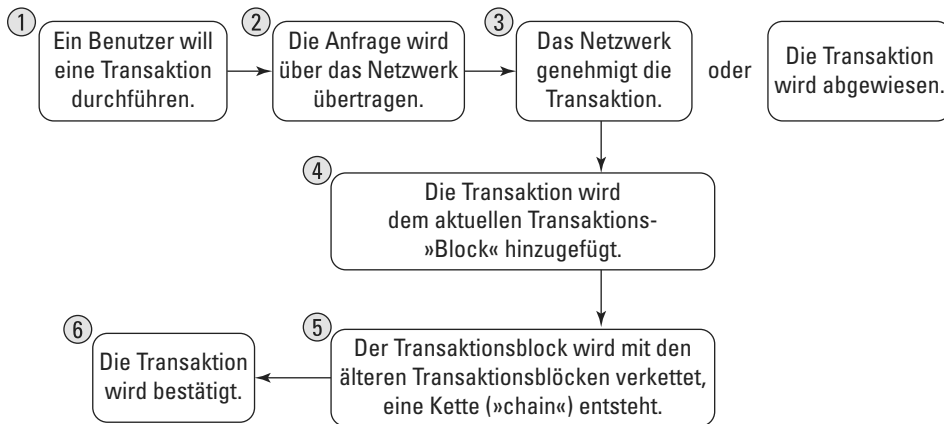 1
Ein Benutzer will
eine Transaktion
durchführen.
2
Die Anfrage wird
über das Netzwerk
übertragen.
3
Das Netzwerk
genehmigt die
Transaktion.
oder
Die Transaktion
wird abgewiesen.
4
Die Transaktion wird
dem aktuellen Transaktions-
»Block« hinzugefügt.
5
Der Transaktionsblock wird mit den
älteren Transaktionsblöcken verkettet,
eine Kette (»chain«) entsteht.
6
Die Transaktion
wird bestätigt.